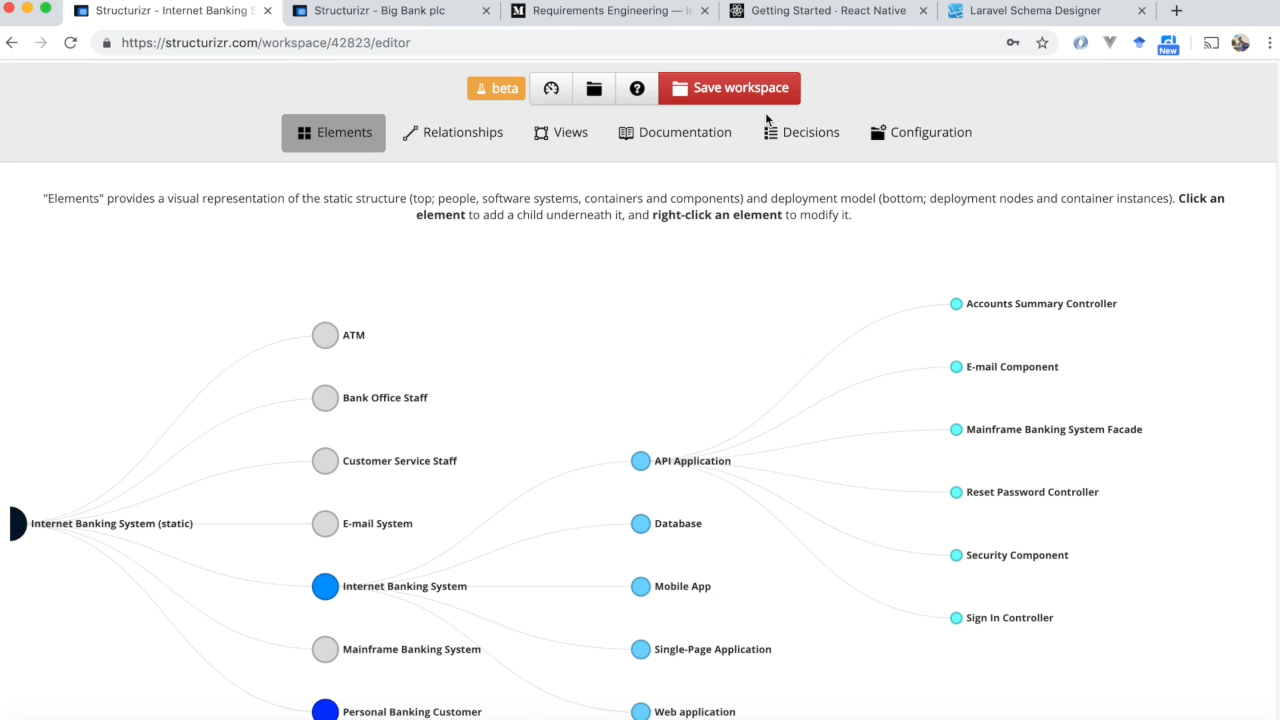 Structurizr - Internet Banking S
Structurizr - Big Bank plc
Requirements Engineering — I
Getting Started · React Native
Laravel Schema Designer
https://structurizr.com/workspace/42823/editor
New
beta
Save workspace
Elements
Relationships
Views
Documentation
Decisions
Configuration
"Elements" provides a visual representation of the static structure (top; people, software systems, containers and components) and deployment model (bottom; deployment nodes and container instances). Click an
element to add a child underneath it, and right-click an element to modify it.
Accounts Summary Controller
ATM
E-mail Component
Bank Office Staff
Mainframe Banking System Facade
Customer Service Staff
API Application
Reset Password Controller
Internet Banking System (static)
E-mail System
Database
Security Component
Internet Banking System
Mobile App
Sign In Controller
Mainframe Banking System
Single-Page Application
Personal Banking Customer
Web application